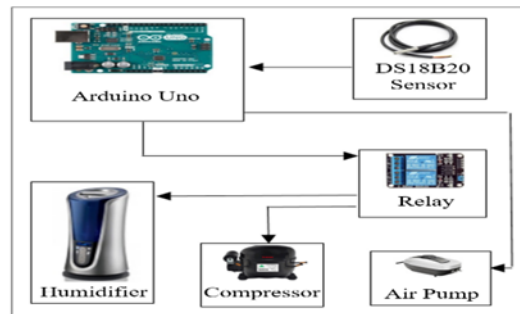 Arduino Uno
DS18B20
Sensor
Relay
Humidifier
Compressor
Air Pump